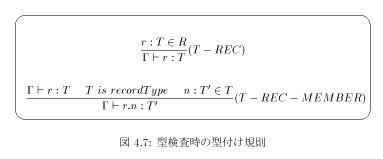 r : T ∈ R
Γ ⊢ r : T
(T − REC)
Γ ⊢ r : T T is recordType n : T′ ∈ T
Γ ⊢ r.n : T′
(T − REC − MEMBER)
図 4.7: 型検査時の型付け規則